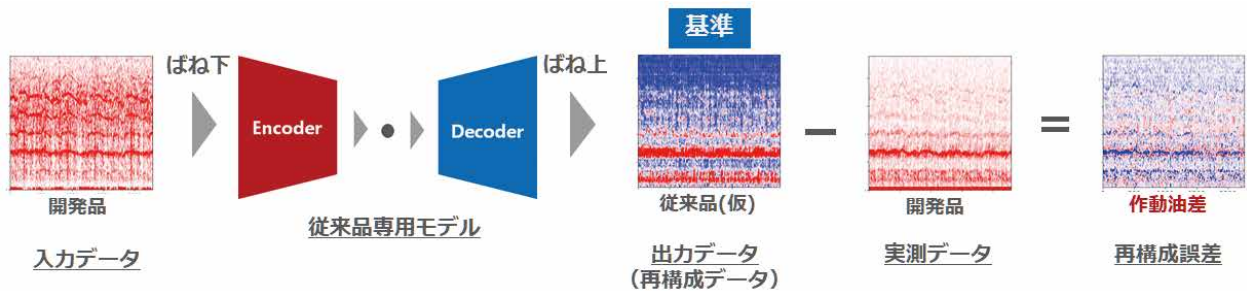 基準
ばね下
ばね上
Encoder
Decoder
開発品
従来品専用モデル
従来品(仮)
開発品
作動油差
入力データ
出力データ
(再構成データ)
実測データ
再構成誤差